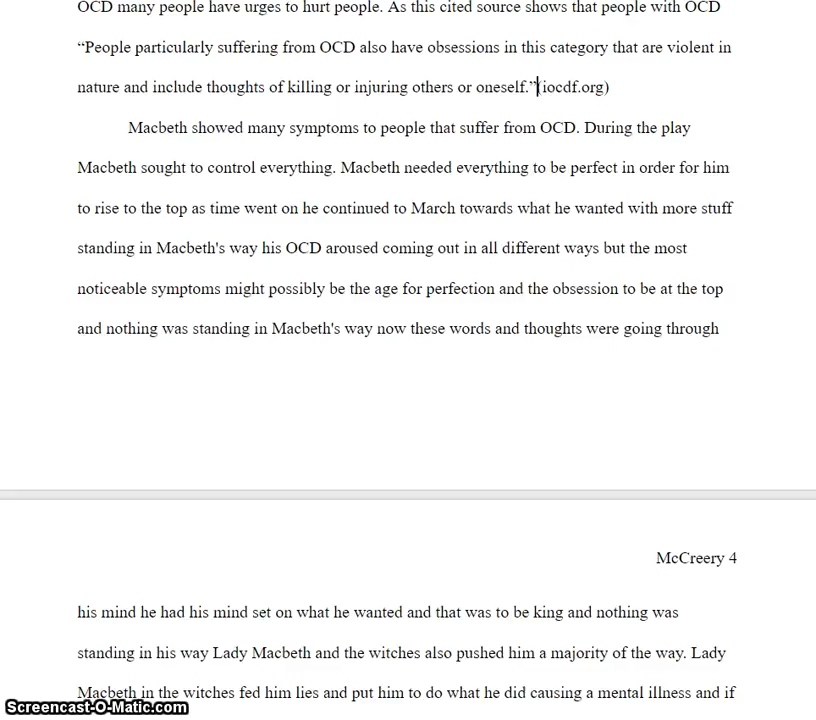 OCD many people have urges to hurt people. As this cited source shows that people with OCD
“People particularly suffering from OCD also have obsessions in this category that are violent in
nature and include thoughts of killing or injuring others or oneself.”(iocdf.org)
Macbeth showed many symptoms to people that suffer from OCD. During the play
Macbeth sought to control everything. Macbeth needed everything to be perfect in order for him
to rise to the top as time went on he continued to March towards what he wanted with more stuff
standing in Macbeth's way his OCD aroused coming out in all different ways but the most
noticeable symptoms might possibly be the age for perfection and the obsession to be at the top
and nothing was standing in Macbeth's way now these words and thoughts were going through
McCreery 4
his mind he had his mind set on what he wanted and that was to be king and nothing was
standing in his way Lady Macbeth and the witches also pushed him a majority of the way. Lady
Macbeth in the witches fed him lies and put him to do what he did causing a mental illness and if
Screencast-O-Matic.com